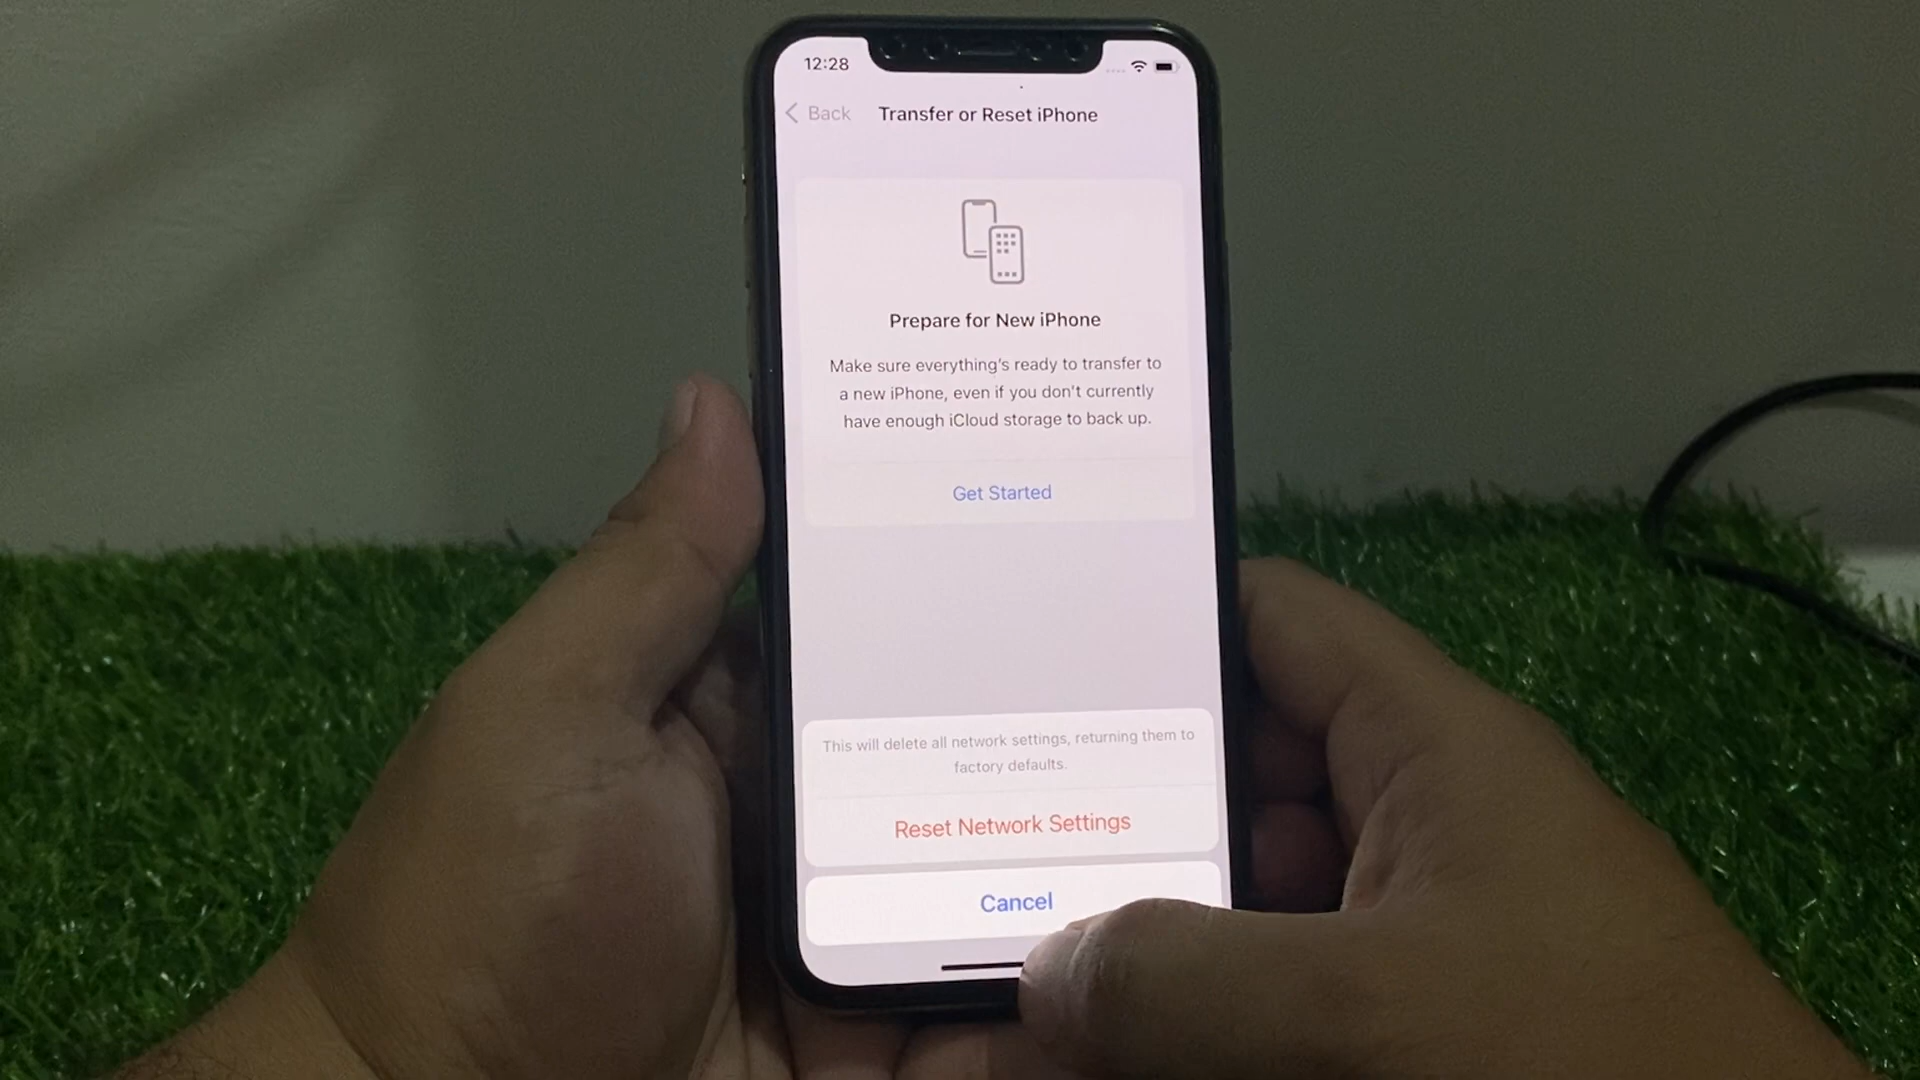 12:28
Back
Transfer or Reset iPhone
Prepare for New iPhone
Make sure everything's ready to transfer to
a new iPhone, even if you don't currently
have enough iCloud storage to back up.
Get Started
This will delete all network settings, returning them to
factory defaults.
Reset Network Settings
Cancel